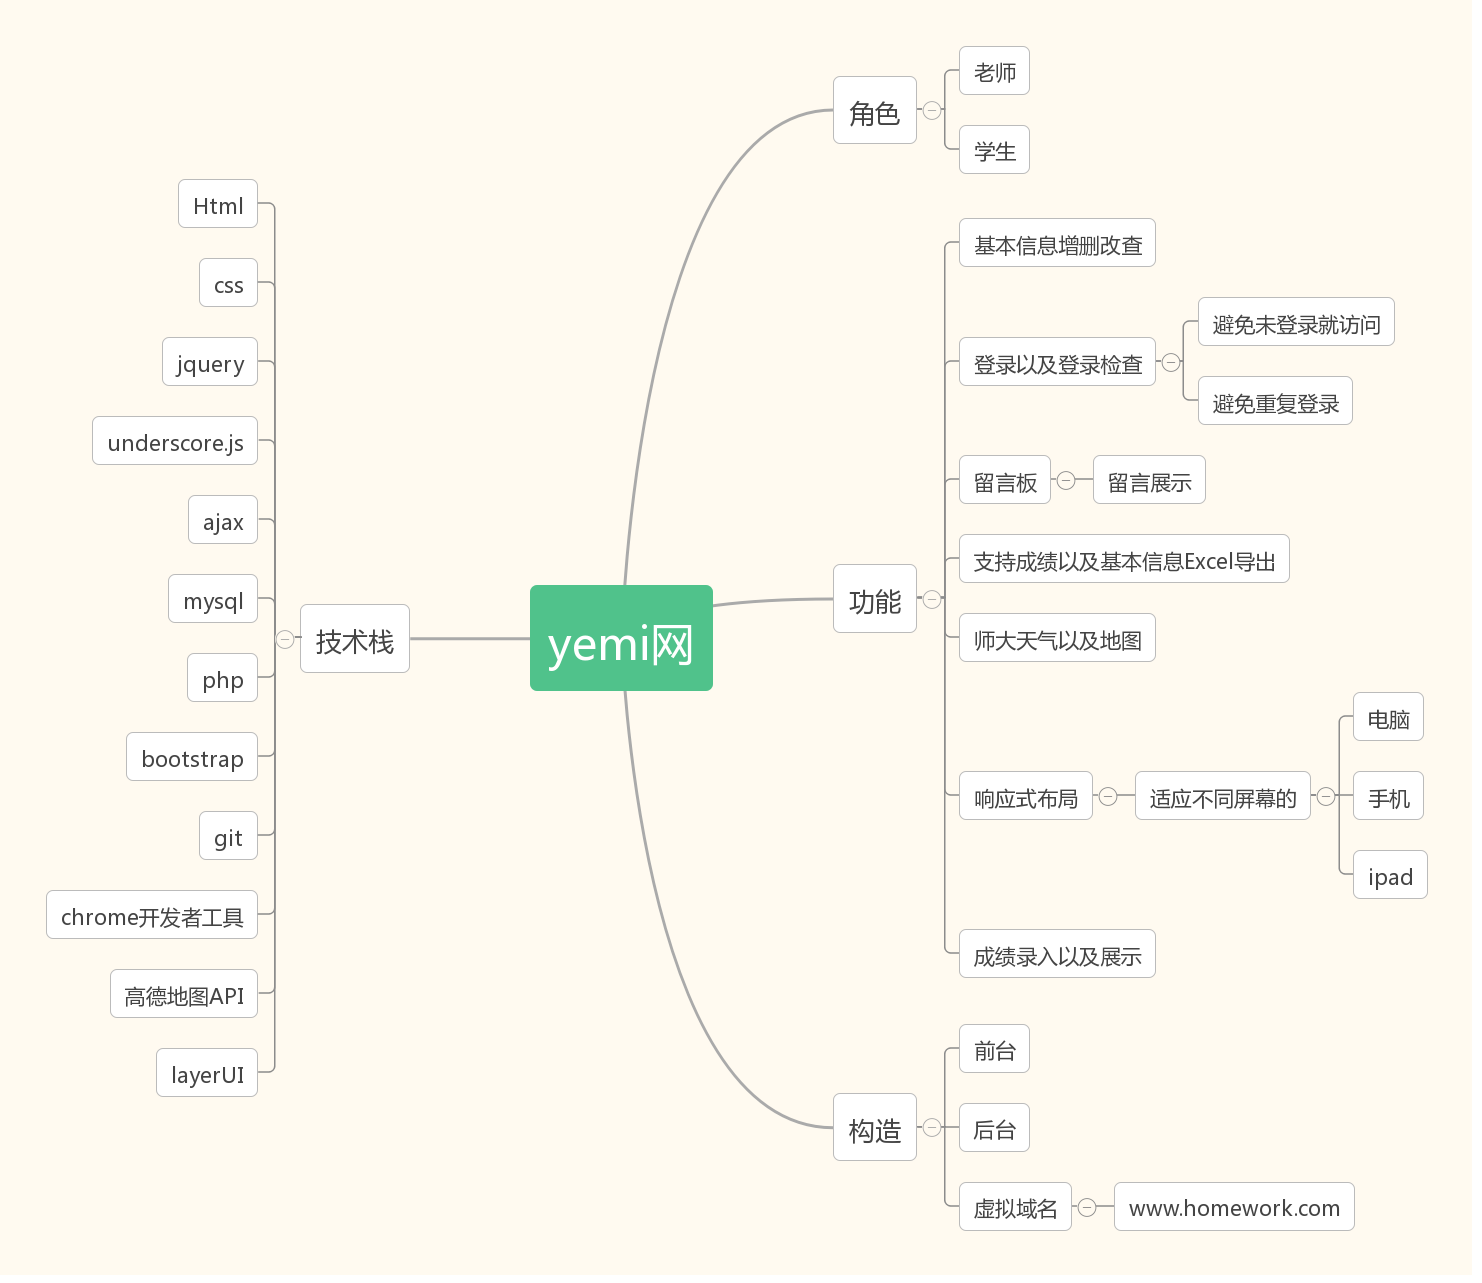 yemi网
角色
老师
学生
功能
基本信息增删改查
登录以及登录检查
避免未登录就访问
避免重复登录
留言板
留言展示
支持成绩以及基本信息Excel导出
师大天气以及地图
响应式布局
适应不同屏幕的
电脑
手机
ipad
成绩录入以及展示
构造
前台
后台
虚拟域名
www.homework.com
技术栈
Html
css
jquery
underscore.js
ajax
mysql
php
bootstrap
git
chrome开发者工具
高德地图API
layerUI